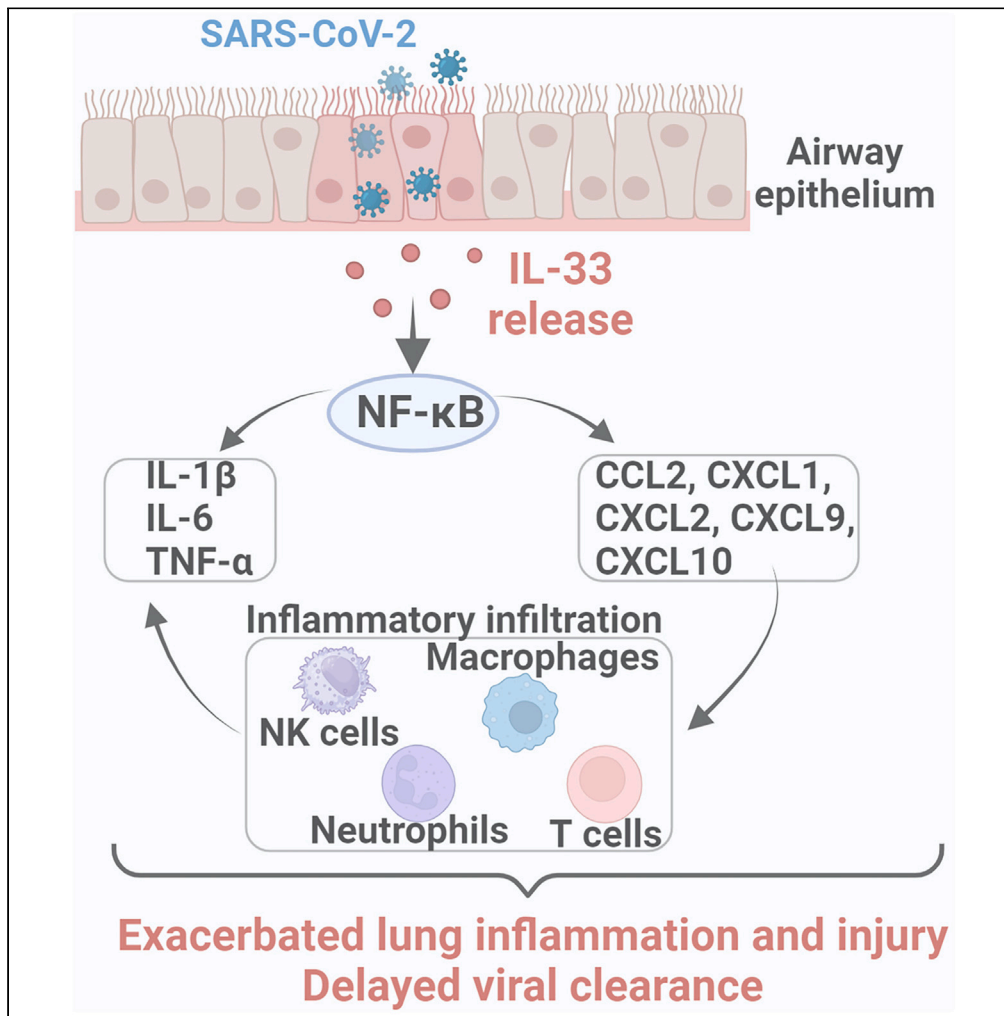 SARS-CoV-2
Airway
epithelium
IL-33
release
NF-κB
IL-1β
IL-6
TNF-α
CCL2, CXCL1,
CXCL2, CXCL9,
CXCL10
Inflammatory infiltration
Macrophages
NK cells
Neutrophils
T cells
Exacerbated lung inflammation and injury
Delayed viral clearance